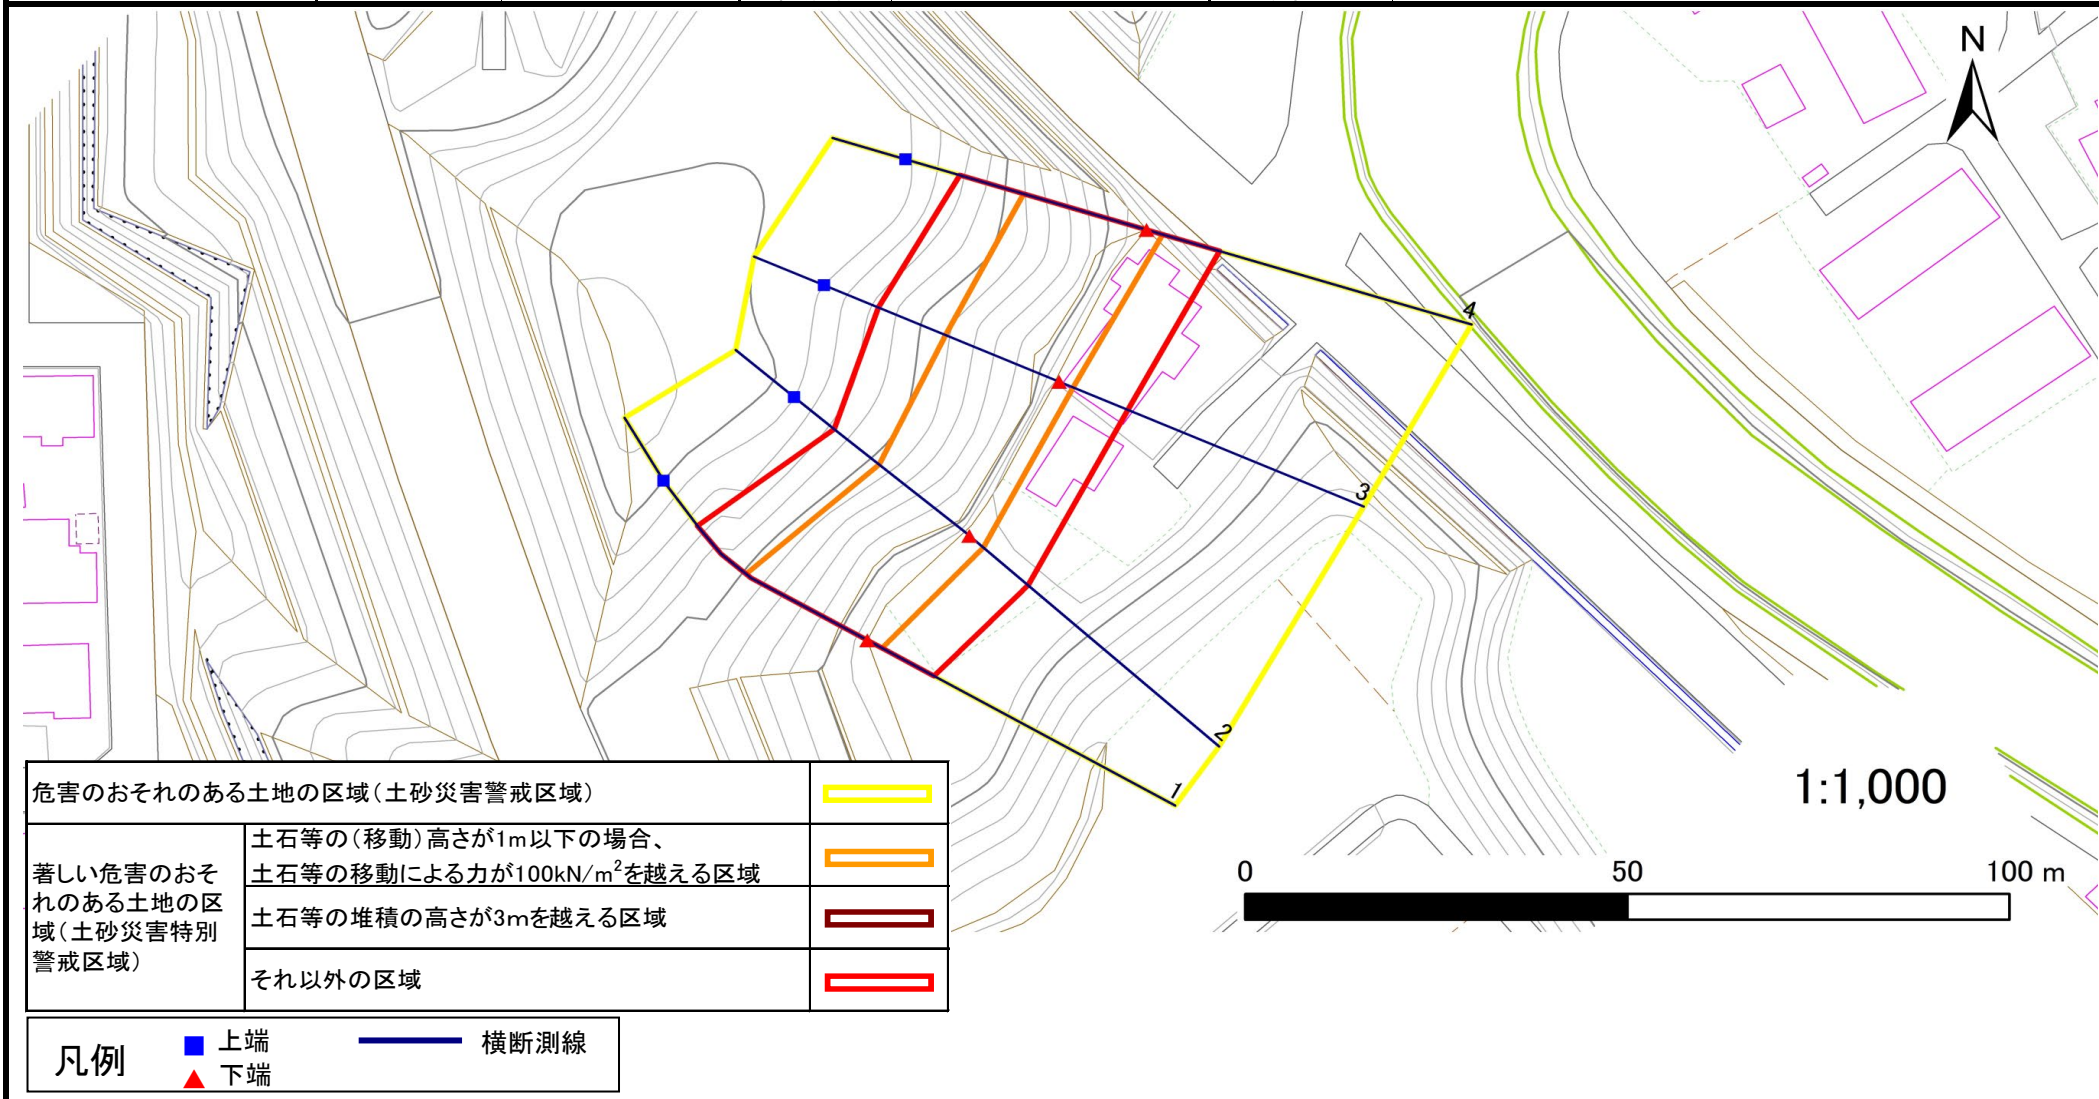 N
4
3
2
1
1:1,000
0 50 100 m
危害のおそれのある土地の区域(土砂災害警戒区域)
著しい危害のおそ
れのある土地の区
域(土砂災害特別
警戒区域)
土石等の(移動)高さが1m以下の場合、
土石等の移動による力が100kN/m²を越える区域
土石等の堆積の高さが3mを越える区域
それ以外の区域
凡例
上端
横断測線
下端